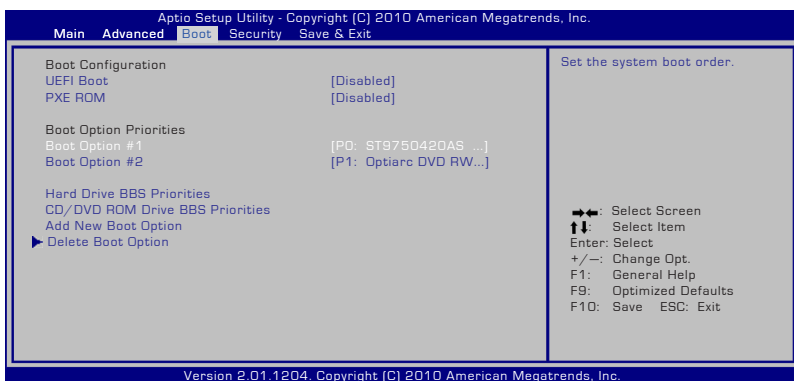 Aptio Setup Utility - Copyright (C) 2010 American Megatrends, Inc.
Main Advanced Boot Security Save & Exit
Boot Configuration
UEFI Boot [Disabled]
PXE ROM [Disabled]
Boot Option Priorities
Boot Option #1 [P0: ST9750420AS ...]
Boot Option #2 [P1: Optiarc DVD RW...]
Hard Drive BBS Priorities
CD/DVD ROM Drive BBS Priorities
Add New Boot Option
Delete Boot Option
Set the system boot order.
→←: Select Screen
↑↓: Select Item
Enter: Select
+/—: Change Opt.
F1: General Help
F9: Optimized Defaults
F10: Save ESC: Exit
Version 2.01.1204. Copyright (C) 2010 American Megatrends, Inc.